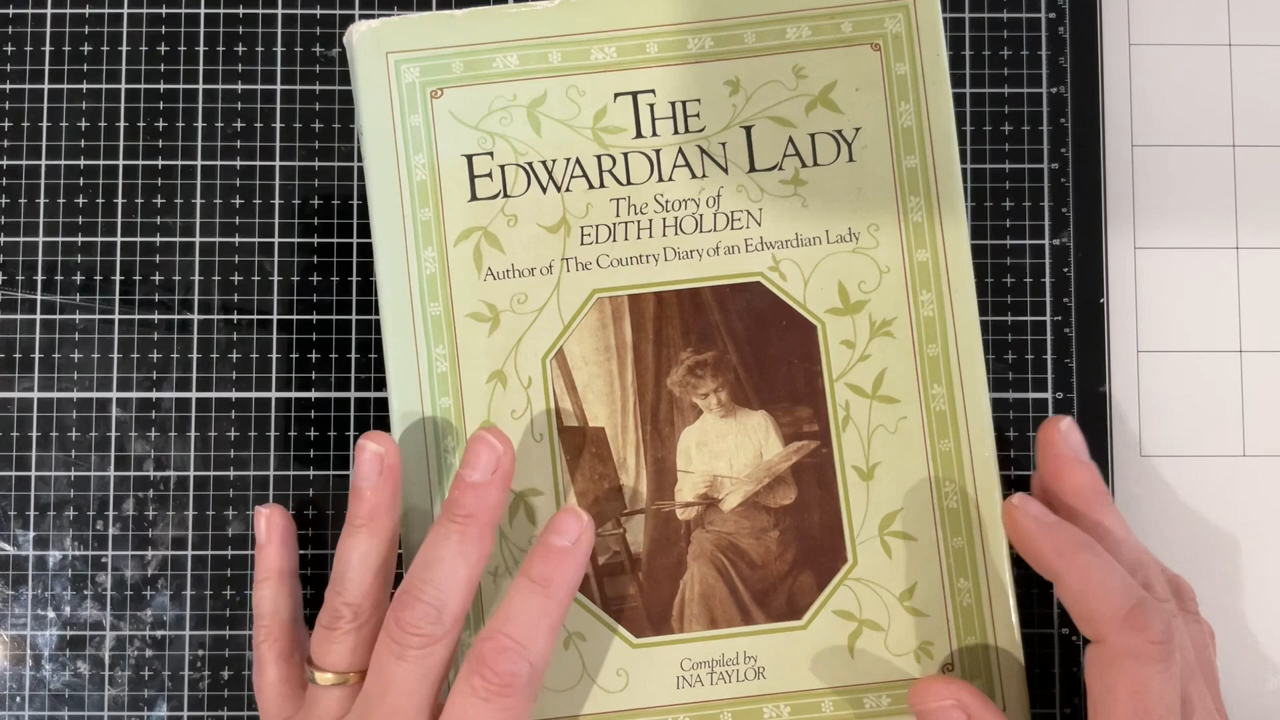 THE
EDWARDIAN LADY
The Story of
EDITH HOLDEN
Author of The Country Diary of an Edwardian Lady
Compiled by
INA TAYLOR